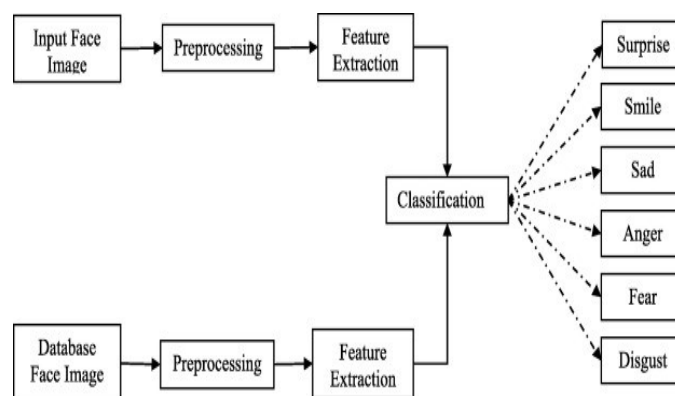 Input Face
Image
Preprocessing
Feature
Extraction
Classification
Surprise
Smile
Sad
Anger
Fear
Disgust
Database
Face Image
Preprocessing
Feature
Extraction